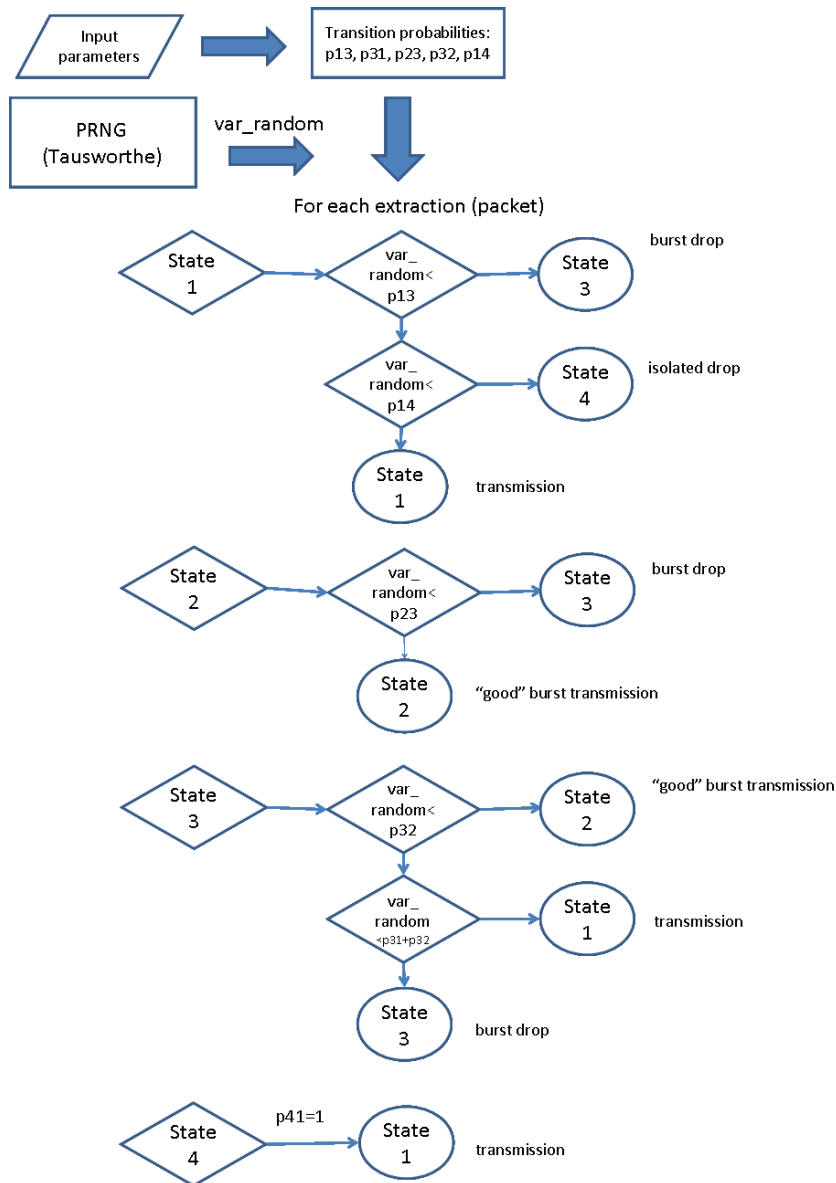 Input
parameters
Transition probabilities:
p13, p31, p23, p32, p14
PRNG
(Tausworthe)
var_random
For each extraction (packet)
State
1
var_
random<
p13
State
3
burst drop
var_
random<
p14
State
4
isolated drop
State
1
transmission
State
2
var_
random<
p23
State
3
burst drop
State
2
“good” burst transmission
State
3
var_
random<
p32
State
2
“good” burst transmission
var_
random
<p31+p32
State
1
transmission
State
3
burst drop
State
4
p41=1
State
1
transmission